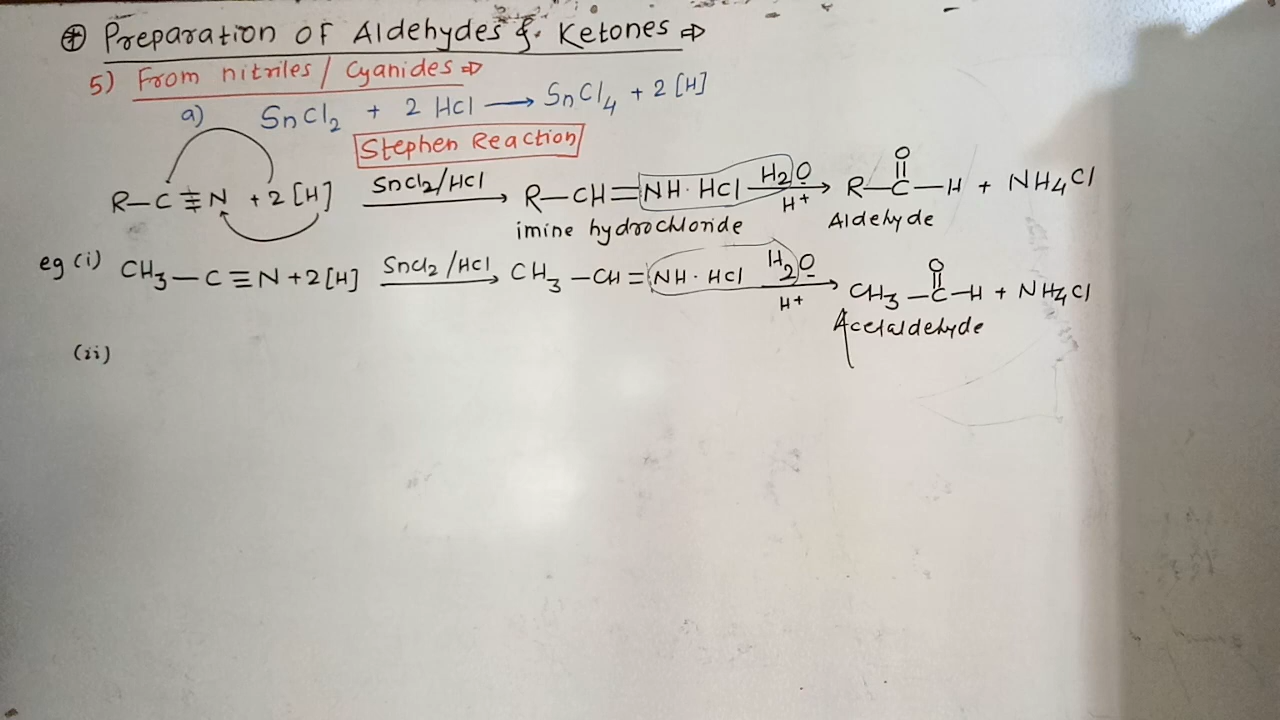 ⊕ Preparation of Aldehydes &. Ketones ⇒
5) From nitriles / Cyanides ⇒
a) SnCl₂ + 2 HCl ⟶ SnCl₄ + 2 [H]
Stephen Reaction
R–C≡N + 2 [H] SnCl₂/HCl ⟶ R–CH=NH·HCl H₂O ⟶ H⁺ R–C(=O)–H + NH₄Cl
imine hydrochloride Aldehyde
eg (i) CH₃–C≡N + 2[H] SnCl₂/HCl ⟶ CH₃–CH=NH·HCl H₂O ⟶ H⁺ CH₃–C(=O)–H + NH₄Cl
Acetaldehyde
(ii)